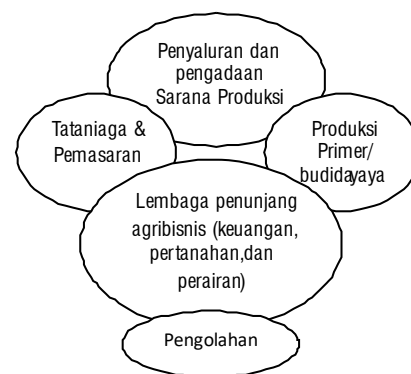 Penyaluran dan
pengadaan
Sarana Produksi
Tataniaga &
Pemasaran
Produksi
Primer/
budidayaya
Lembaga penunjang
agribisnis (keuangan,
pertanahan,dan
perairan)
Pengolahan